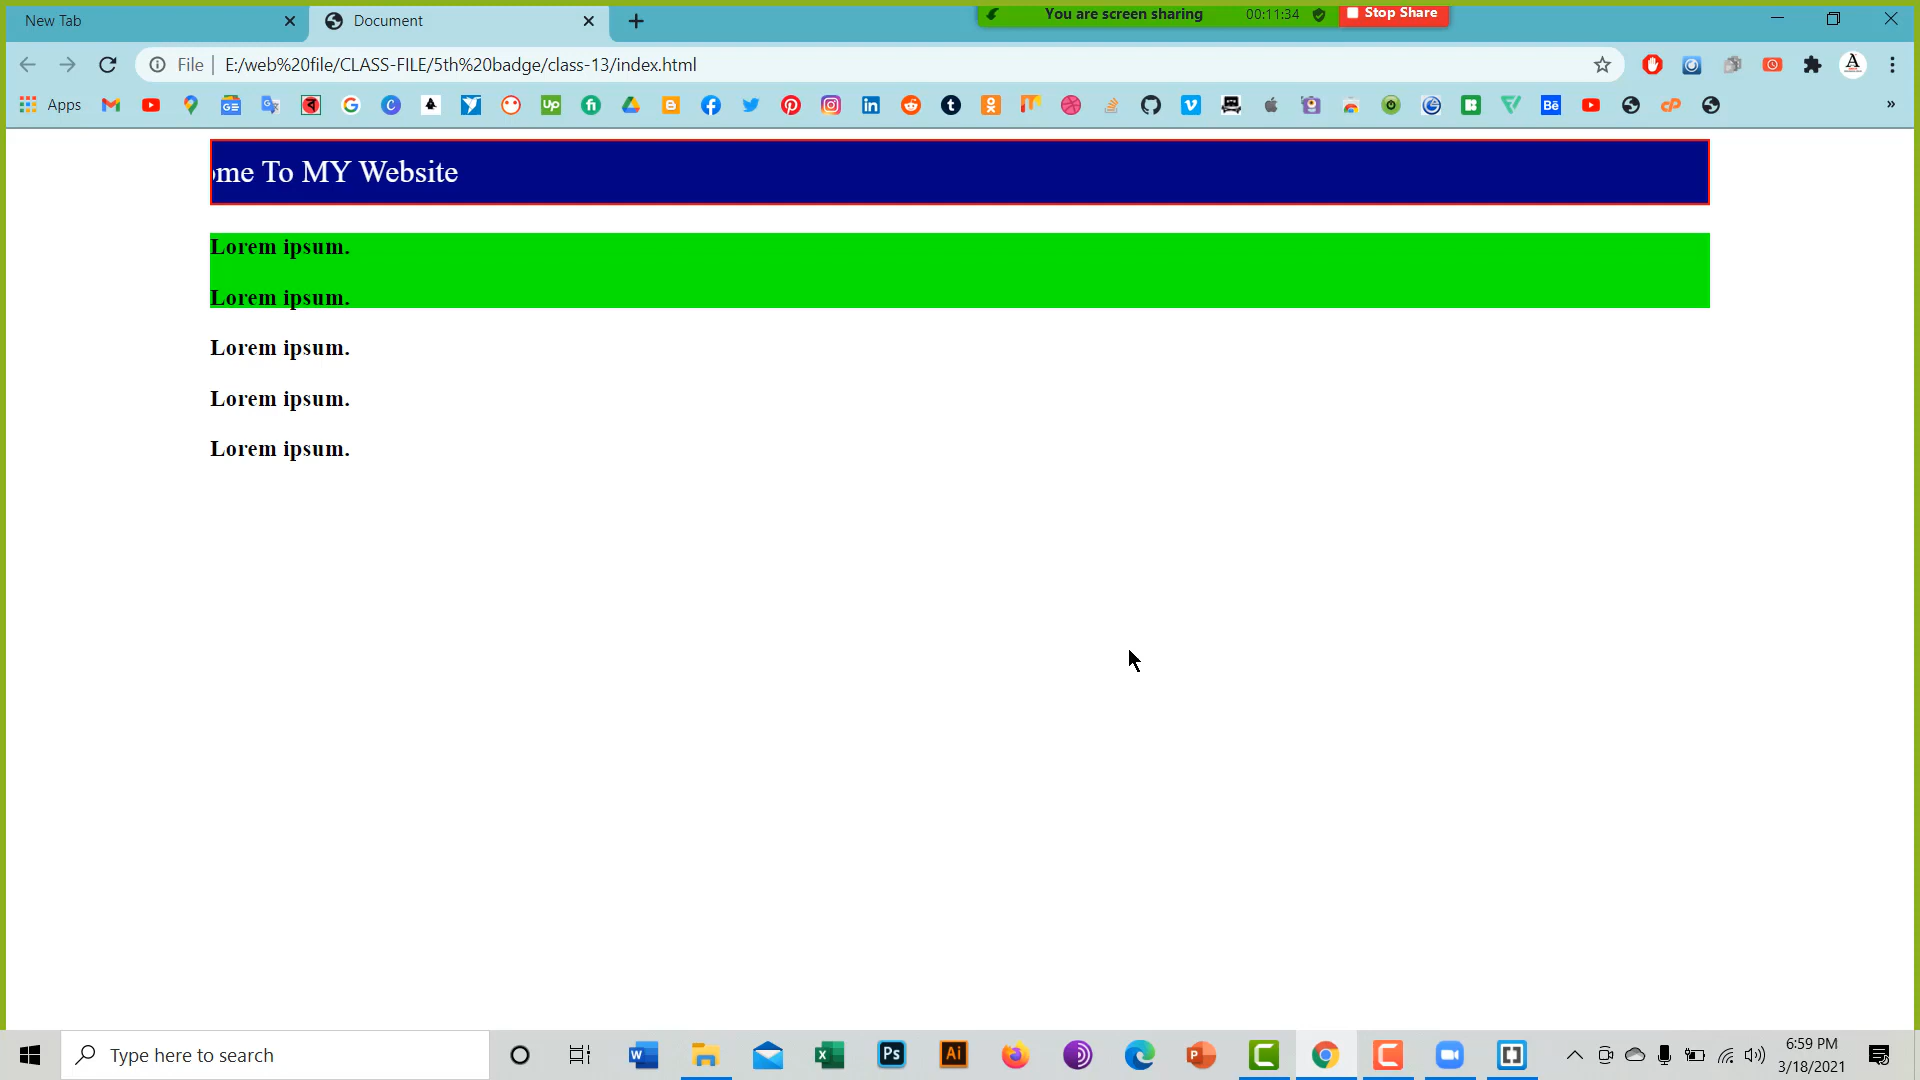 New Tab
Document
You are screen sharing 00:11:34 Stop Share
File E:/web%20file/CLASS-FILE/5th%20badge/class-13/index.html
Apps
ome To MY Website
Lorem ipsum.
Lorem ipsum.
Lorem ipsum.
Lorem ipsum.
Lorem ipsum.
Type here to search
6:59 PM
3/18/2021